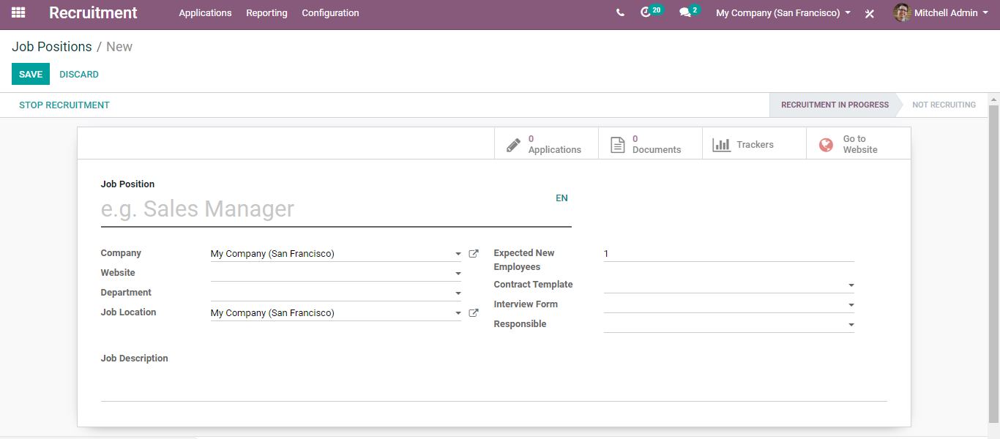 Recruitment Applications Reporting Configuration 20 2 My Company (San Francisco) Mitchell Admin
Job Positions / New
SAVE DISCARD
STOP RECRUITMENT RECRUITMENT IN PROGRESS NOT RECRUITING
0 Applications
0 Documents
Trackers
Go to
Website
Job Position
e.g. Sales Manager EN
Company My Company (San Francisco)
Website
Department
Job Location My Company (San Francisco)
Expected New
Employees 1
Contract Template
Interview Form
Responsible
Job Description